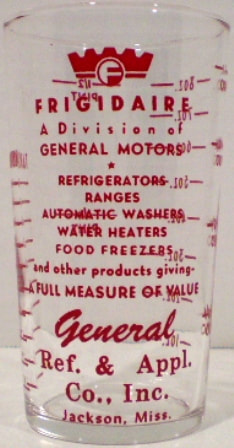 FRIGIDAIRE
A Division of
GENERAL MOTORS
★
REFRIGERATORS
RANGES
AUTOMATIC WASHERS
WATER HEATERS
FOOD FREEZERS
and other products giving-
A FULL MEASURE OF VALUE
General
Ref. & Appl.
Co., Inc.
Jackson, Miss.